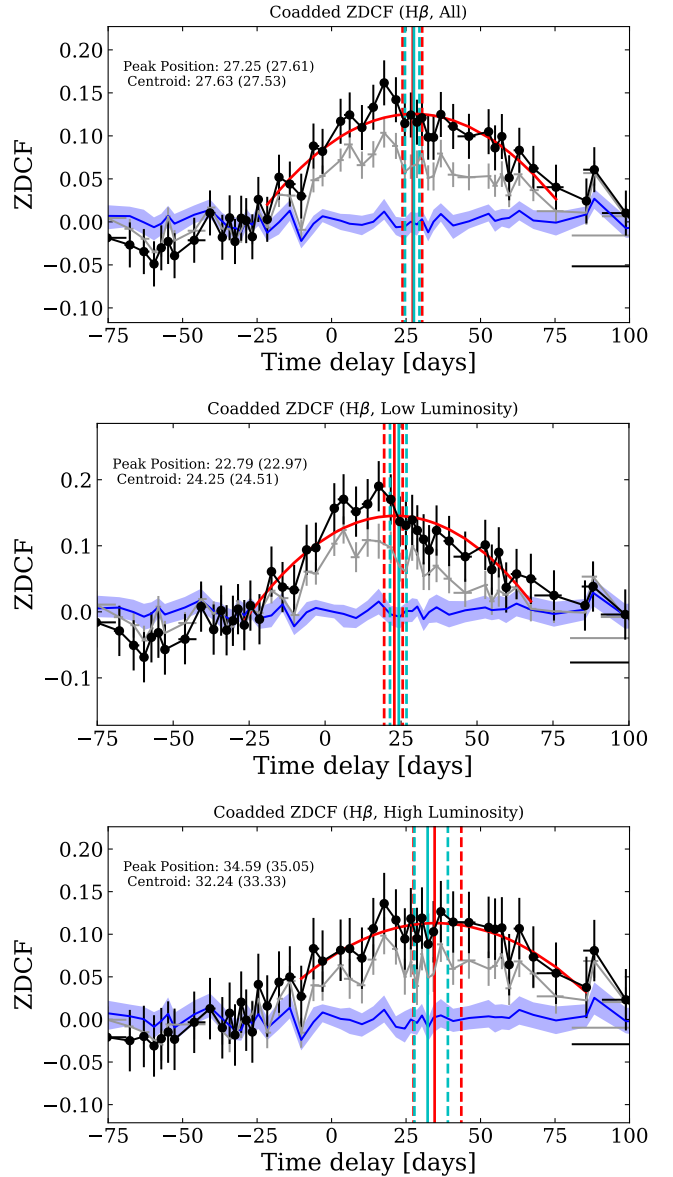 Coadded ZDCF (Hβ, All)
Peak Position: 27.25 (27.61)
Centroid: 27.63 (27.53)
ZDCF
0.20
0.15
0.10
0.05
0.00
−0.05
−0.10
−75 −50 −25 0 25 50 75 100
Time delay [days]
Coadded ZDCF (Hβ, Low Luminosity)
Peak Position: 22.79 (22.97)
Centroid: 24.25 (24.51)
ZDCF
0.2
0.1
0.0
−0.1
−75 −50 −25 0 25 50 75 100
Time delay [days]
Coadded ZDCF (Hβ, High Luminosity)
Peak Position: 34.59 (35.05)
Centroid: 32.24 (33.33)
ZDCF
0.20
0.15
0.10
0.05
0.00
−0.05
−0.10
−75 −50 −25 0 25 50 75 100
Time delay [days]